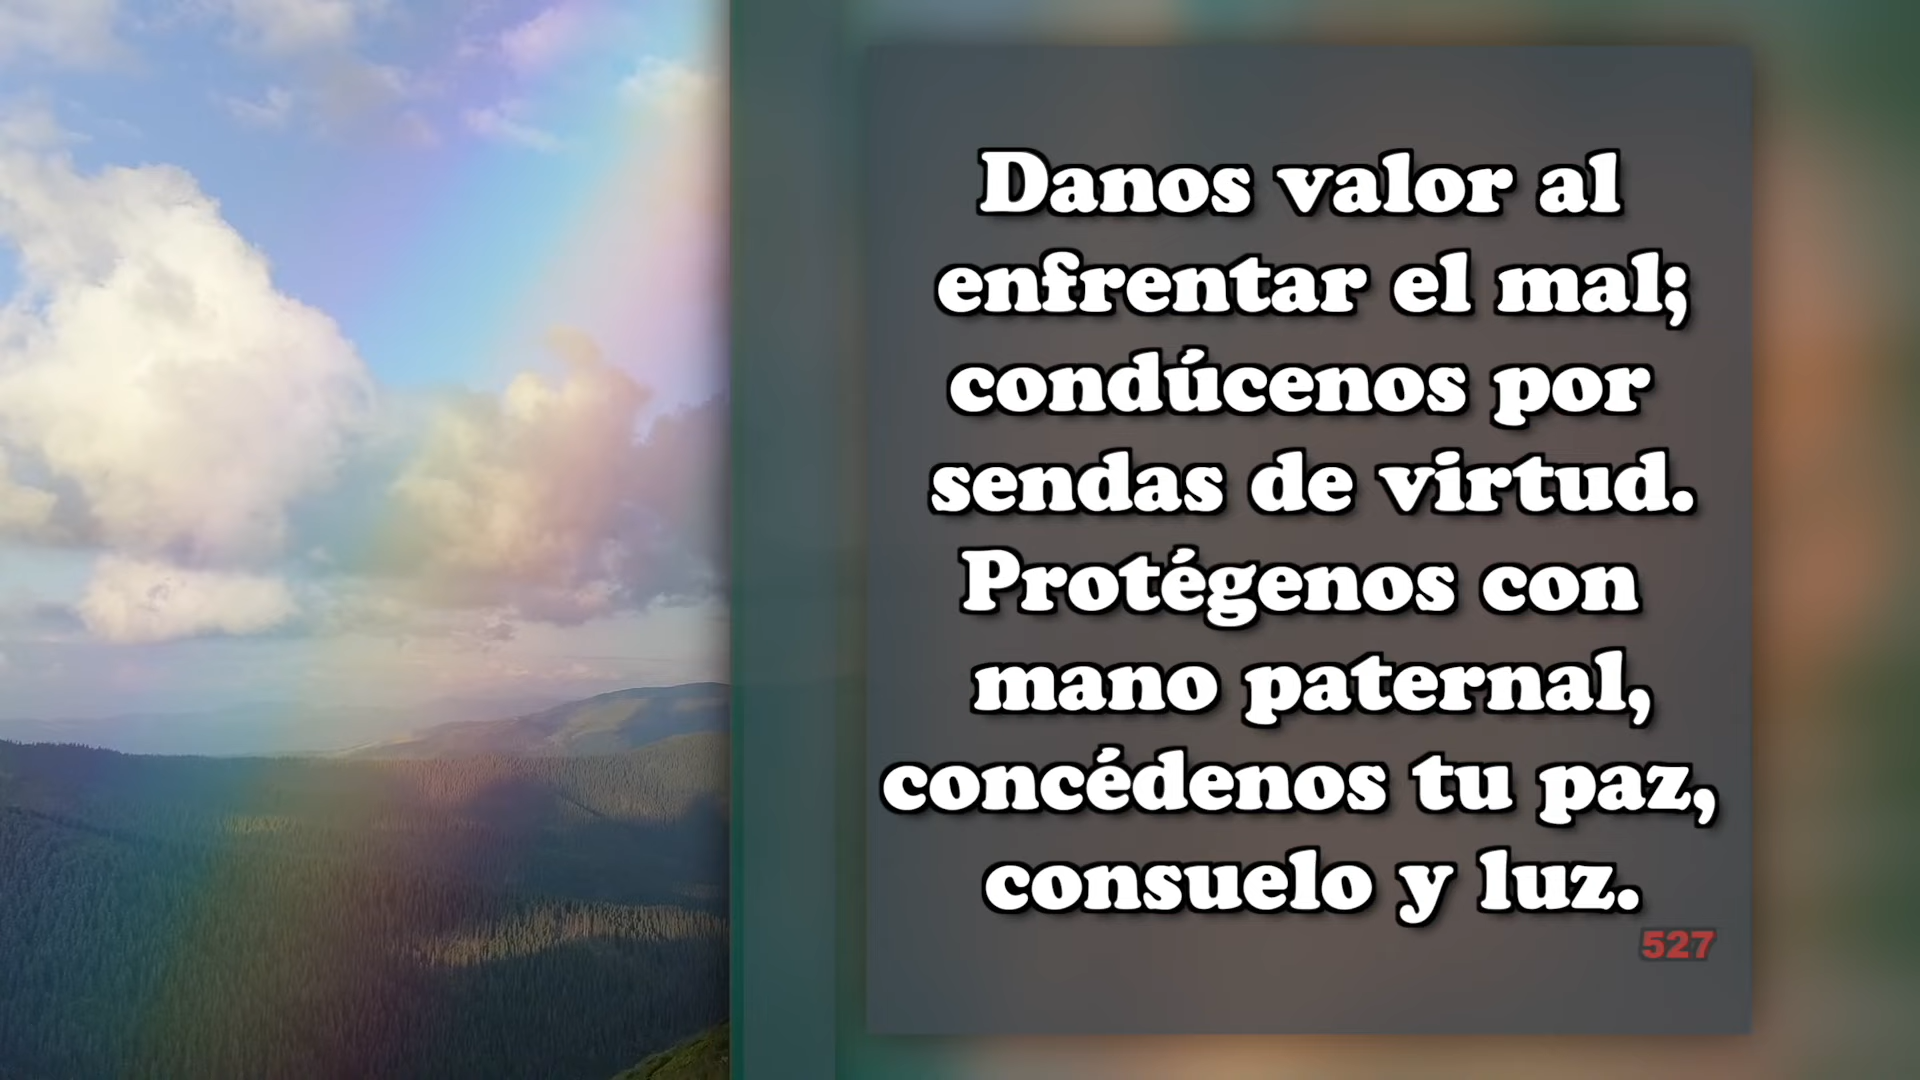 Danos valor al
enfrentar el mal;
condúcenos por
sendas de virtud.
Protégenos con
mano paternal,
concédenos tu paz,
consuelo y luz.
527